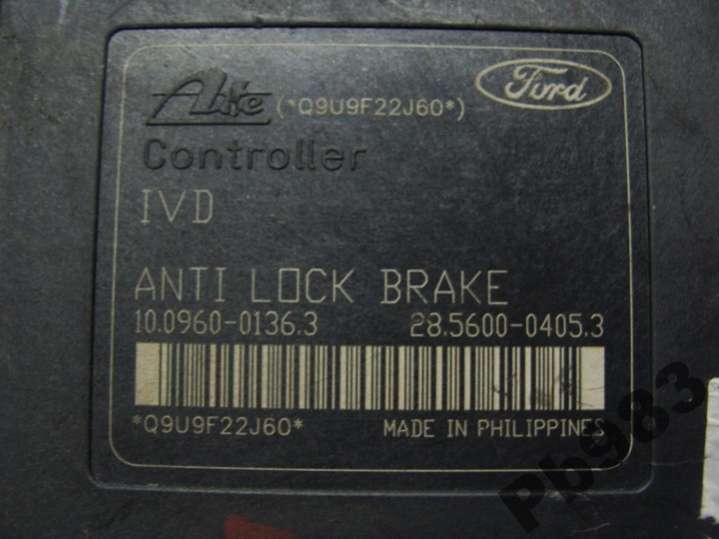 Ate (*Q9U9F22J60*) Ford
Controller
IVD
ANTI LOCK BRAKE
10.0960-0136.3 28.5600-0405.3
*Q9U9F22J60* MADE IN PHILIPPINES
Pb983